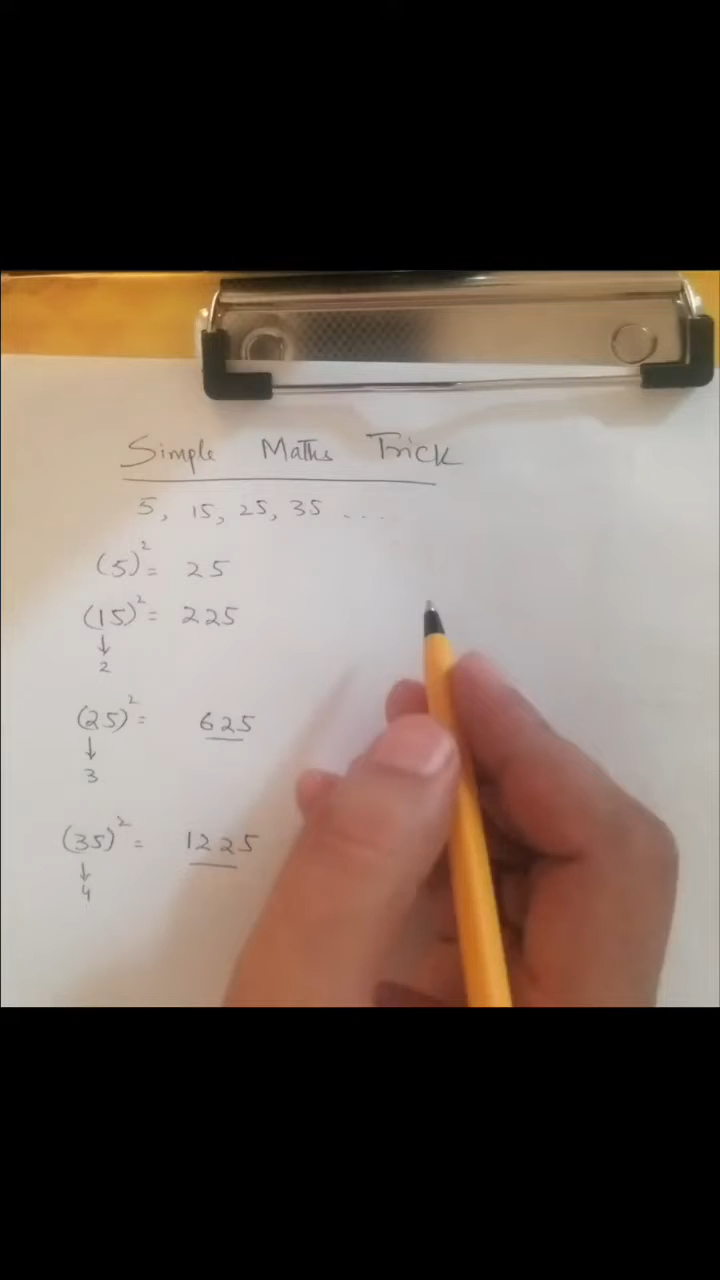 Simple Maths Trick
5, 15, 25, 35 ....
(5)² = 25
(15)² = 225
↓
2
(25)² = 625
↓
3
(35)² = 1225
↓
4